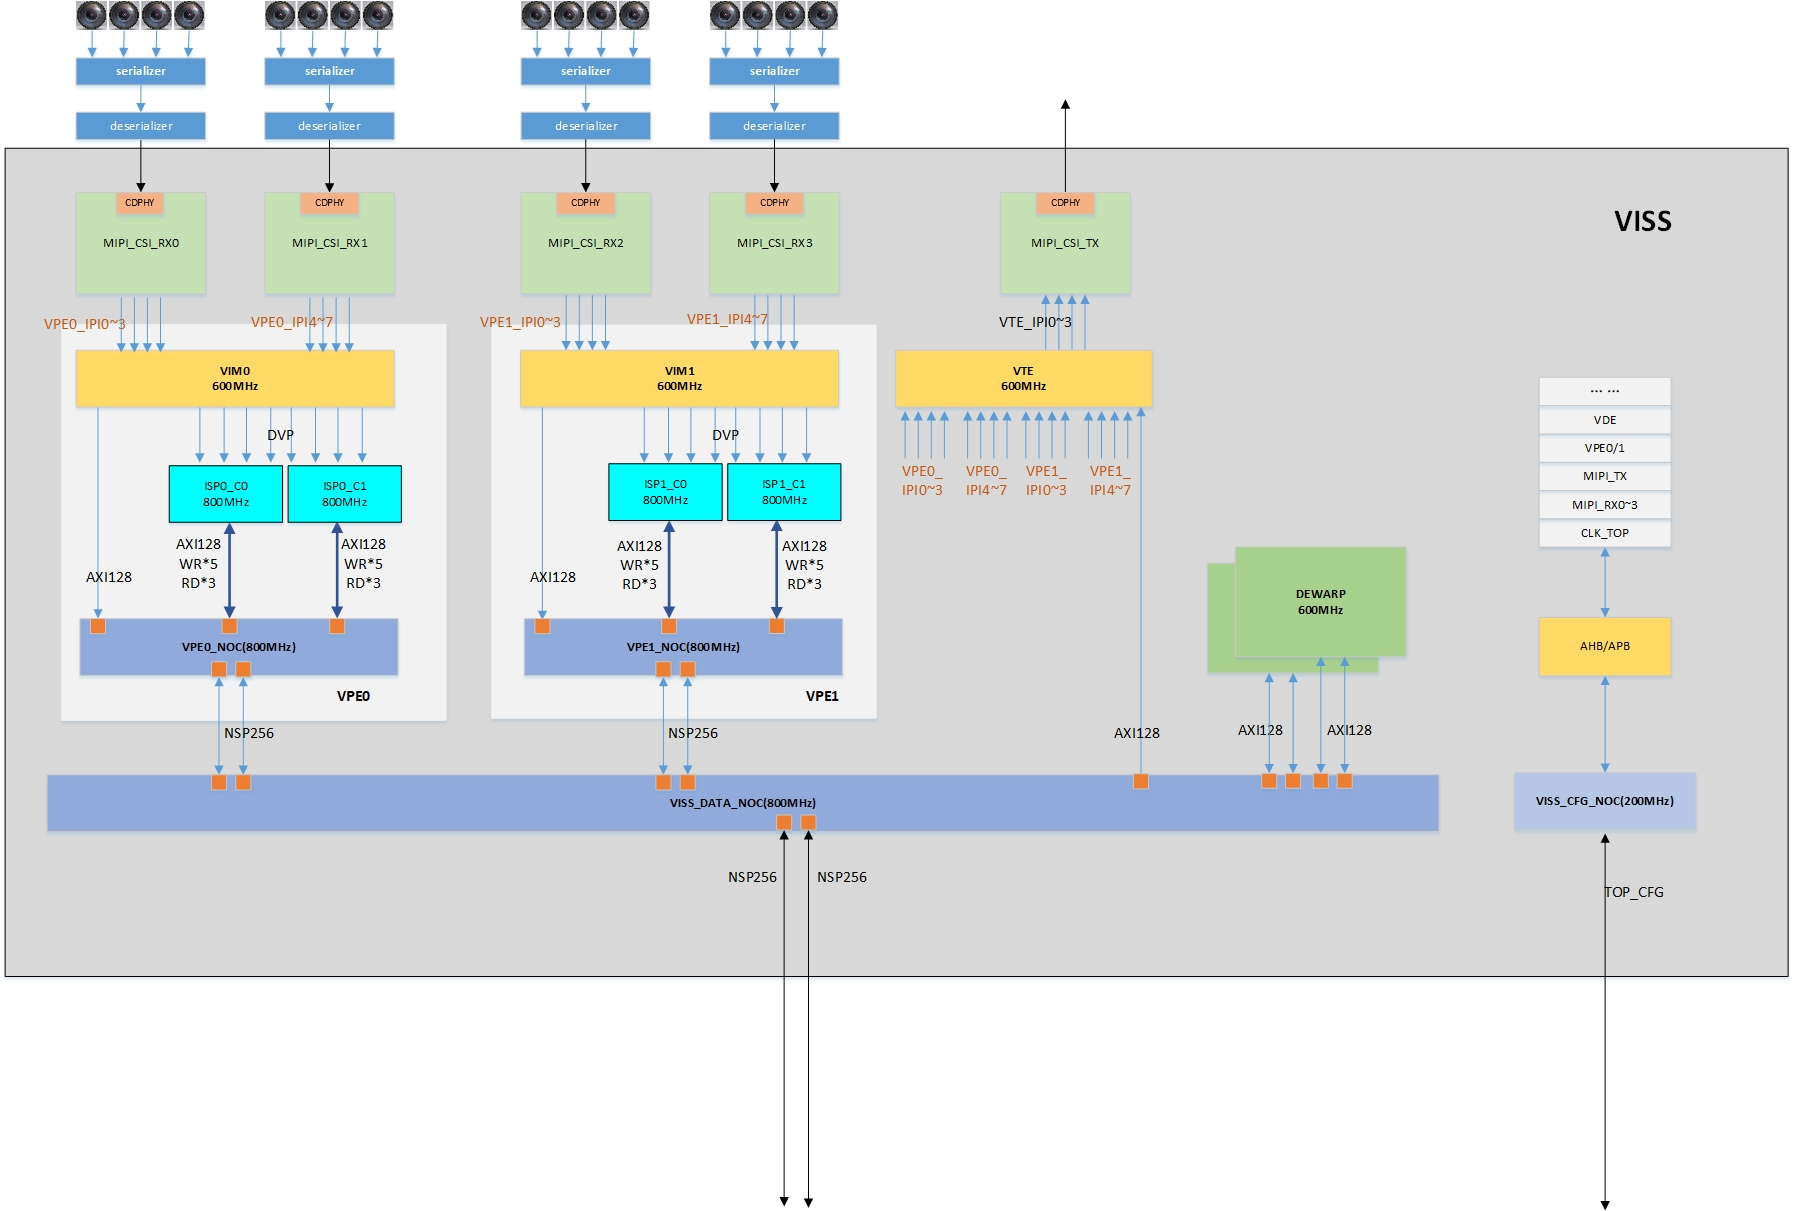 serializer
serializer
serializer
serializer
deserializer
deserializer
deserializer
deserializer
VISS
CDPHY
MIPI_CSI_RX0
CDPHY
MIPI_CSI_RX1
CDPHY
MIPI_CSI_RX2
CDPHY
MIPI_CSI_RX3
CDPHY
MIPI_CSI_TX
VPE0_IPI0~3
VPE0_IPI4~7
VPE1_IPI0~3
VPE1_IPI4~7
VTE_IPI0~3
VIM0
600MHz
VIM1
600MHz
VTE
600MHz
DVP
DVP
VPE0_
IPI0~3
VPE0_
IPI4~7
VPE1_
IPI0~3
VPE1_
IPI4~7
ISP0_C0
800MHz
ISP0_C1
800MHz
ISP1_C0
800MHz
ISP1_C1
800MHz
... ...
VDE
VPE0/1
MIPI_TX
MIPI_RX0~3
CLK_TOP
AXI128
AXI128
WR*5
RD*3
AXI128
WR*5
RD*3
AXI128
AXI128
WR*5
RD*3
AXI128
WR*5
RD*3
DEWARP
600MHz
AHB/APB
VPE0_NOC(800MHz)
VPE0
VPE1_NOC(800MHz)
VPE1
NSP256
NSP256
AXI128
AXI128
AXI128
VISS_DATA_NOC(800MHz)
VISS_CFG_NOC(200MHz)
NSP256
NSP256
TOP_CFG